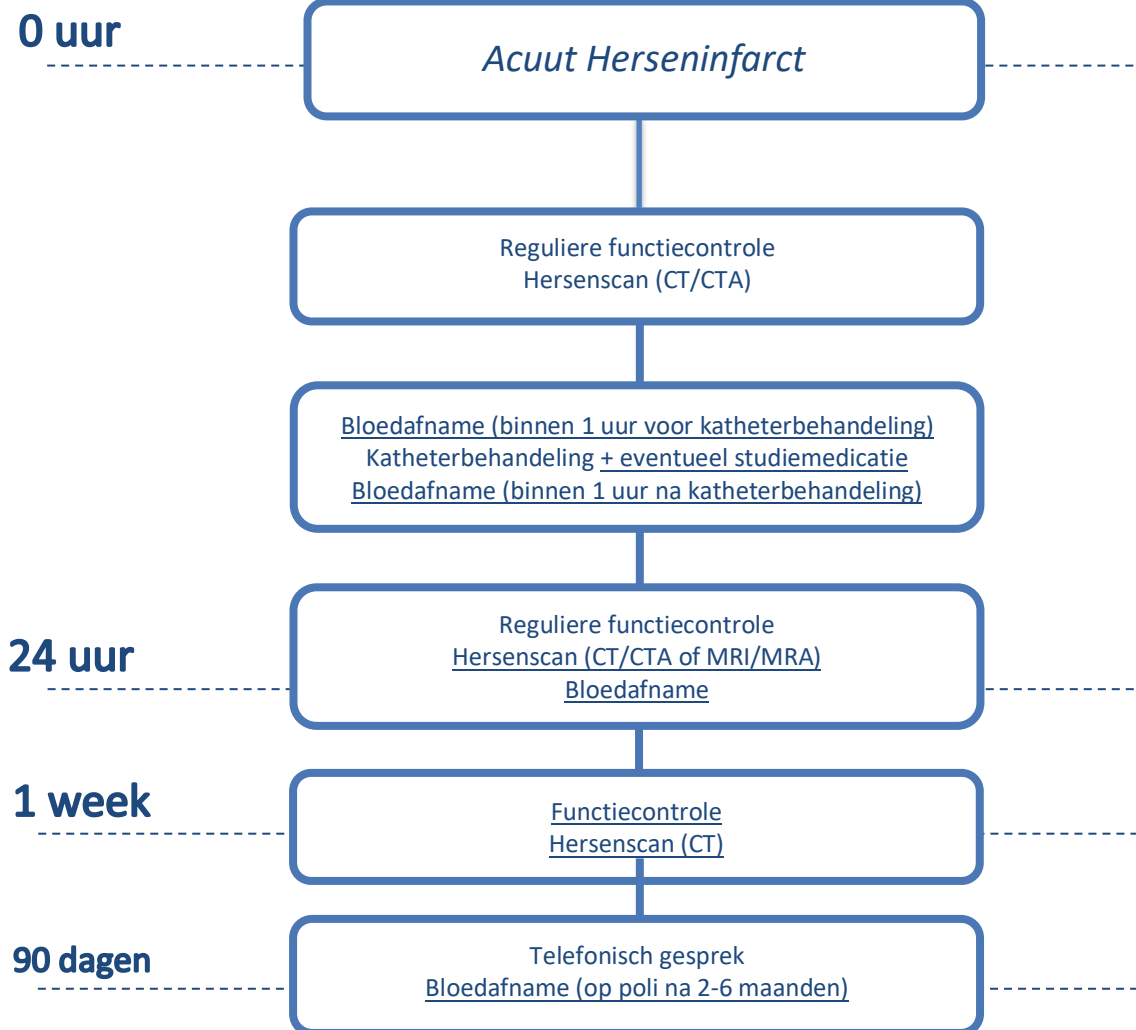 0 uur
Acuut Herseninfarct
Reguliere functiecontrole
Hersenscan (CT/CTA)
Bloedafname (binnen 1 uur voor katheterbehandeling)
Katheterbehandeling + eventueel studiemedicatie
Bloedafname (binnen 1 uur na katheterbehandeling)
24 uur
Reguliere functiecontrole
Hersenscan (CT/CTA of MRI/MRA)
Bloedafname
1 week
Functiecontrole
Hersenscan (CT)
90 dagen
Telefonisch gesprek
Bloedafname (op poli na 2-6 maanden)